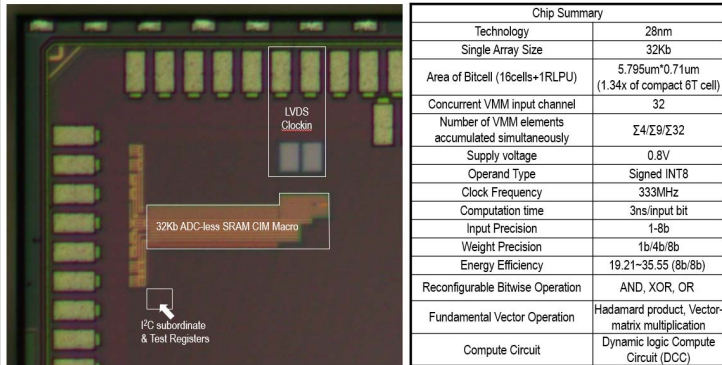 LVDS
Clockin
32Kb ADC-less SRAM CIM Macro
I²C subordinate
& Test Registers
Chip Summary
Technology 28nm
Single Array Size 32Kb
Area of Bitcell (16cells+1RLPU) 5.795um*0.71um
(1.34x of compact 6T cell)
Concurrent VMM input channel 32
Number of VMM elements
accumulated simultaneously Σ4/Σ9/Σ32
Supply voltage 0.8V
Operand Type Signed INT8
Clock Frequency 333MHz
Computation time 3ns/input bit
Input Precision 1-8b
Weight Precision 1b/4b/8b
Energy Efficiency 19.21~35.55 (8b/8b)
Reconfigurable Bitwise Operation AND, XOR, OR
Fundamental Vector Operation Hadamard product, Vector-
matrix multiplication
Compute Circuit Dynamic logic Compute
Circuit (DCC)